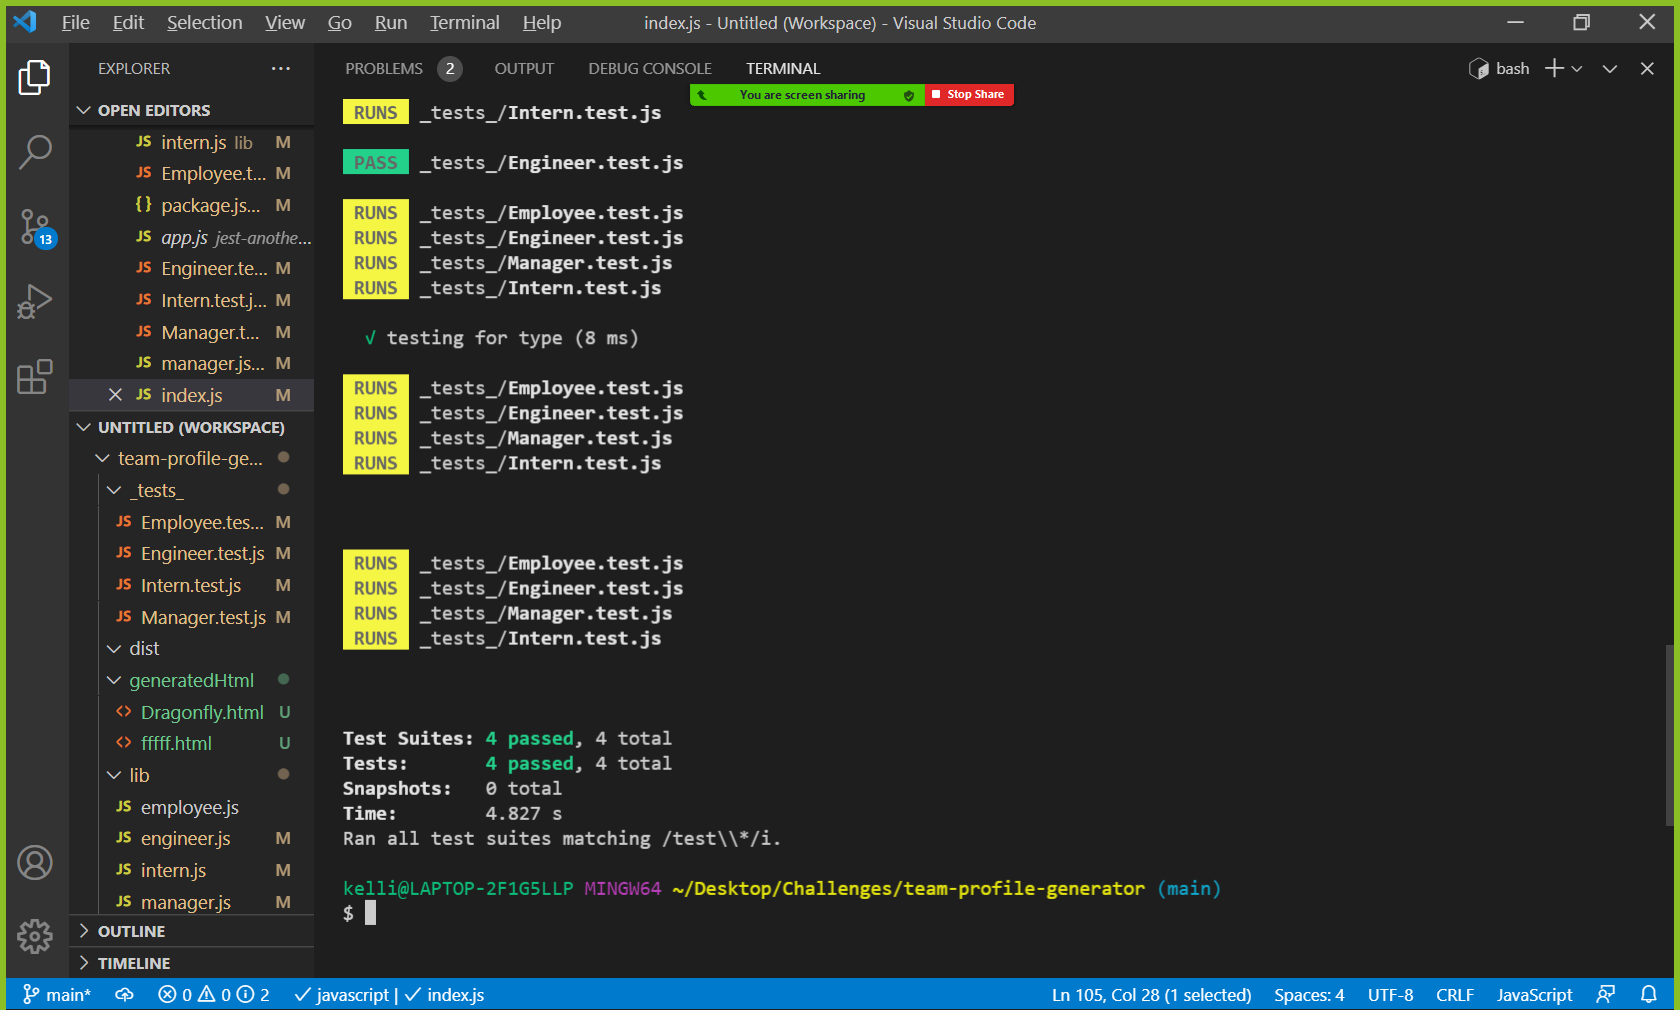 File Edit Selection View Go Run Terminal Help index.js - Untitled (Workspace) - Visual Studio Code
EXPLORER ···
OPEN EDITORS
JS intern.js lib M
JS Employee.t... M
{} package.js... M
JS app.js jest-anothe...
JS Engineer.te... M
JS Intern.test.j... M
JS Manager.t... M
JS manager.js... M
JS index.js M
UNTITLED (WORKSPACE)
team-profile-ge...
_tests_
JS Employee.tes... M
JS Engineer.test.js M
JS Intern.test.js M
JS Manager.test.js M
dist
generatedHtml
<> Dragonfly.html U
<> fffff.html U
lib
JS employee.js
JS engineer.js M
JS intern.js M
JS manager.js M
OUTLINE
TIMELINE
13
PROBLEMS 2 OUTPUT DEBUG CONSOLE TERMINAL bash
You are screen sharing Stop Share
RUNS _tests_/Intern.test.js
PASS _tests_/Engineer.test.js
RUNS _tests_/Employee.test.js
RUNS _tests_/Engineer.test.js
RUNS _tests_/Manager.test.js
RUNS _tests_/Intern.test.js
√ testing for type (8 ms)
RUNS _tests_/Employee.test.js
RUNS _tests_/Engineer.test.js
RUNS _tests_/Manager.test.js
RUNS _tests_/Intern.test.js
RUNS _tests_/Employee.test.js
RUNS _tests_/Engineer.test.js
RUNS _tests_/Manager.test.js
RUNS _tests_/Intern.test.js
Test Suites: 4 passed, 4 total
Tests: 4 passed, 4 total
Snapshots: 0 total
Time: 4.827 s
Ran all test suites matching /test\\*/i.
kelli@LAPTOP-2F1G5LLP MINGW64 ~/Desktop/Challenges/team-profile-generator (main)
$
main* 0 0 2 javascript | index.js Ln 105, Col 28 (1 selected) Spaces: 4 UTF-8 CRLF JavaScript